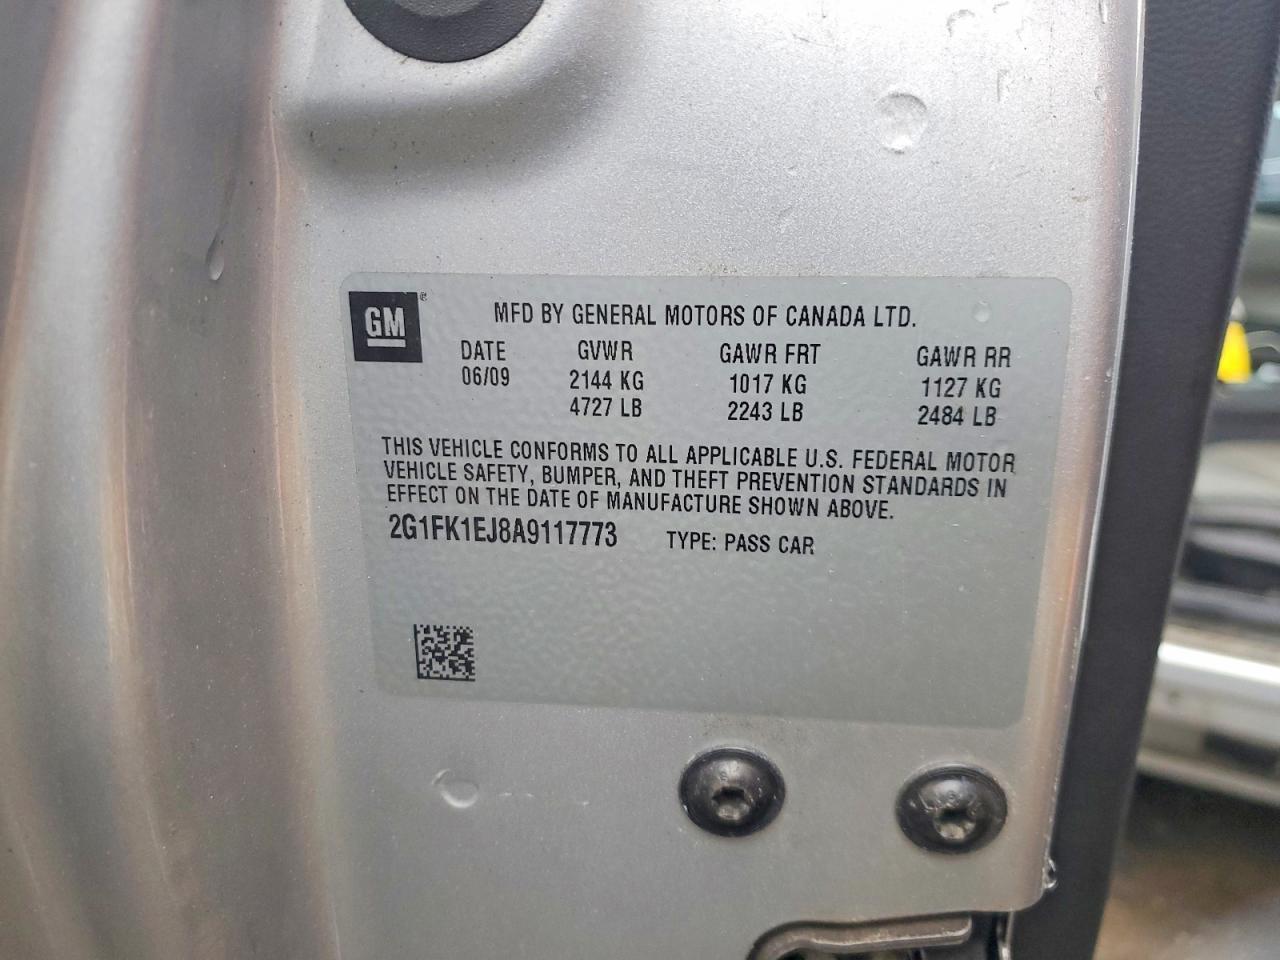 GM®
MFD BY GENERAL MOTORS OF CANADA LTD.
DATE GVWR GAWR FRT GAWR RR
06/09 2144 KG 1017 KG 1127 KG
4727 LB 2243 LB 2484 LB
THIS VEHICLE CONFORMS TO ALL APPLICABLE U.S. FEDERAL MOTOR
VEHICLE SAFETY, BUMPER, AND THEFT PREVENTION STANDARDS IN
EFFECT ON THE DATE OF MANUFACTURE SHOWN ABOVE.
2G1FK1EJ8A9117773 TYPE: PASS CAR